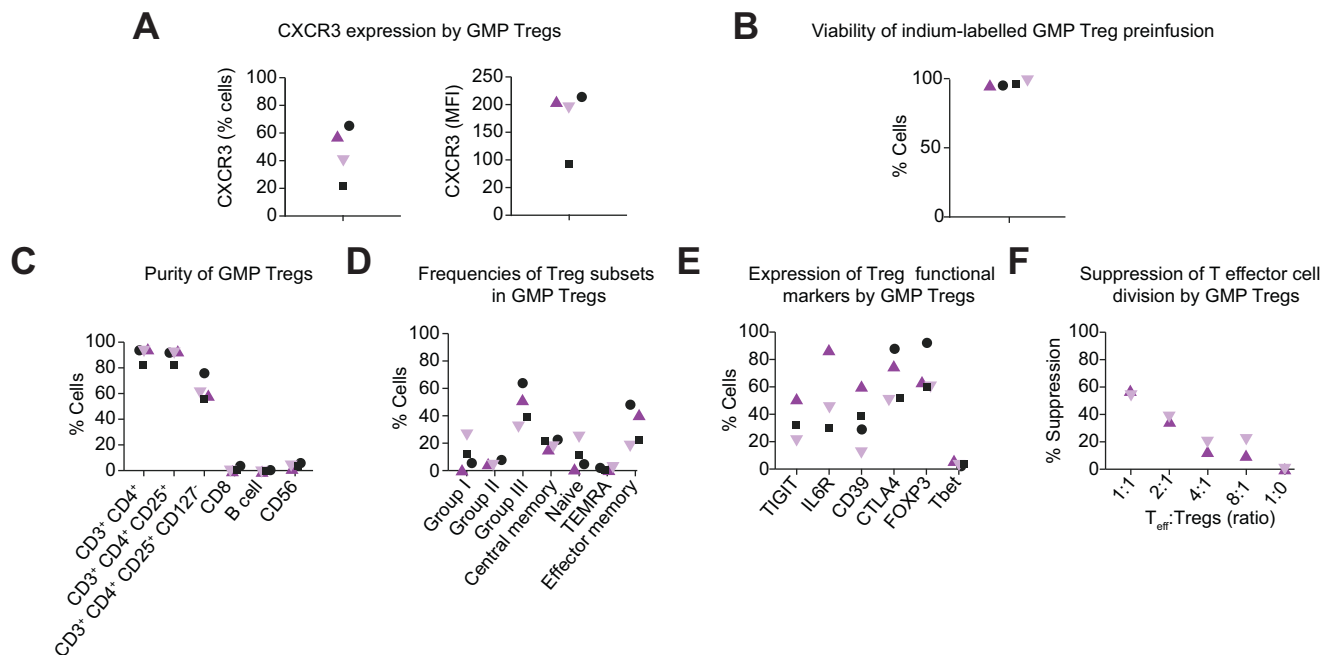 A
CXCR3 expression by GMP Tregs
CXCR3 (% cells)
100
80
60
40
20
0
CXCR3 (MFI)
250
200
150
100
20
0
B
Viability of indium-labelled GMP Treg preinfusion
% Cells
100
50
0
C
Purity of GMP Tregs
% Cells
100
80
60
40
20
0
CD3⁺ CD4⁺
CD3⁺ CD4⁺ CD25⁺
CD3⁺ CD4⁺ CD25⁺ CD127⁻
CD8
B cell
CD56
D
Frequencies of Treg subsets
in GMP Tregs
% Cells
100
80
60
40
20
0
Group I
Group II
Group III
Central memory
Naive
TEMRA
Effector memory
E
Expression of Treg functional
markers by GMP Tregs
% Cells
100
80
60
40
20
0
TIGIT
IL6R
CD39
CTLA4
FOXP3
Tbet
F
Suppression of T effector cell
division by GMP Tregs
% Suppression
100
80
60
40
20
0
1:1
2:1
4:1
8:1
1:0
Teff:Tregs (ratio)